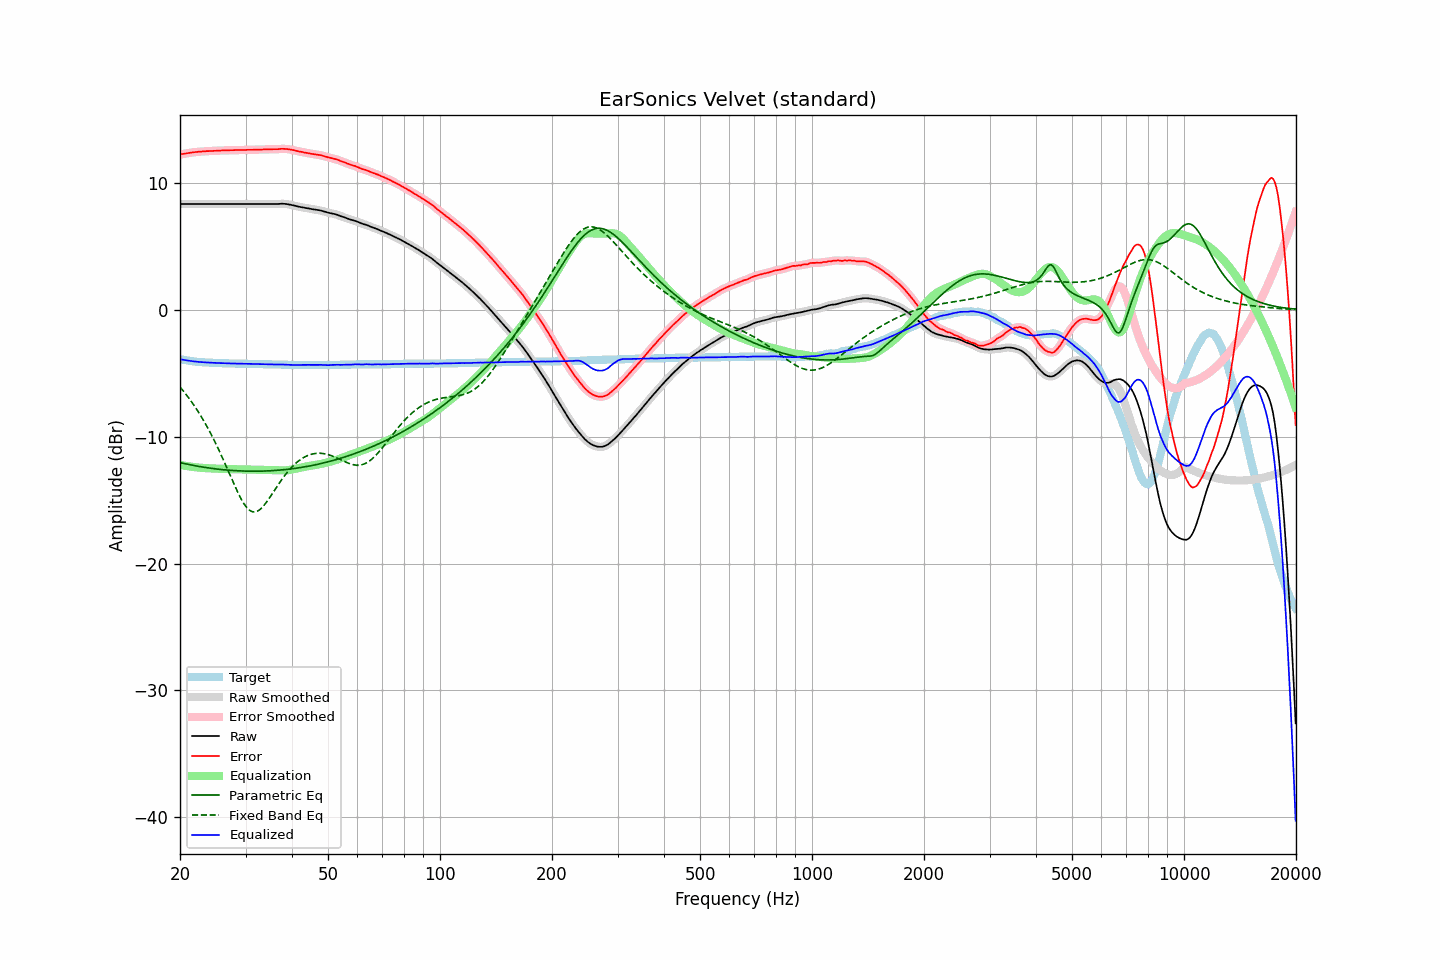 EarSonics Velvet (standard)
Amplitude (dBr)
10
0
−10
−20
−30
−40
Target
Raw Smoothed
Error Smoothed
Raw
Error
Equalization
Parametric Eq
Fixed Band Eq
Equalized
20 50 100 200 500 1000 2000 5000 10000 20000
Frequency (Hz)